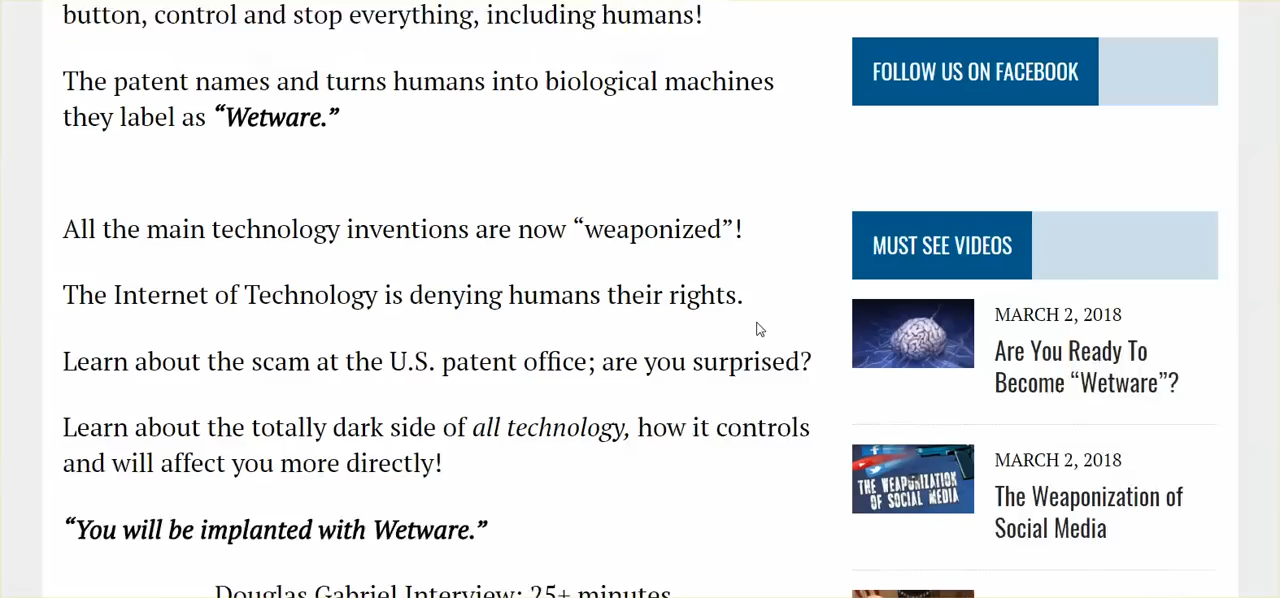 button, control and stop everything, including humans!
The patent names and turns humans into biological machines
they label as “Wetware.”
All the main technology inventions are now “weaponized”!
The Internet of Technology is denying humans their rights.
Learn about the scam at the U.S. patent office; are you surprised?
Learn about the totally dark side of all technology, how it controls
and will affect you more directly!
“You will be implanted with Wetware.”
Douglas Gabriel Interview: 25+ minutes
FOLLOW US ON FACEBOOK
MUST SEE VIDEOS
MARCH 2, 2018
Are You Ready To
Become “Wetware”?
THE WEAPONIZATION
OF SOCIAL MEDIA
MARCH 2, 2018
The Weaponization of
Social Media